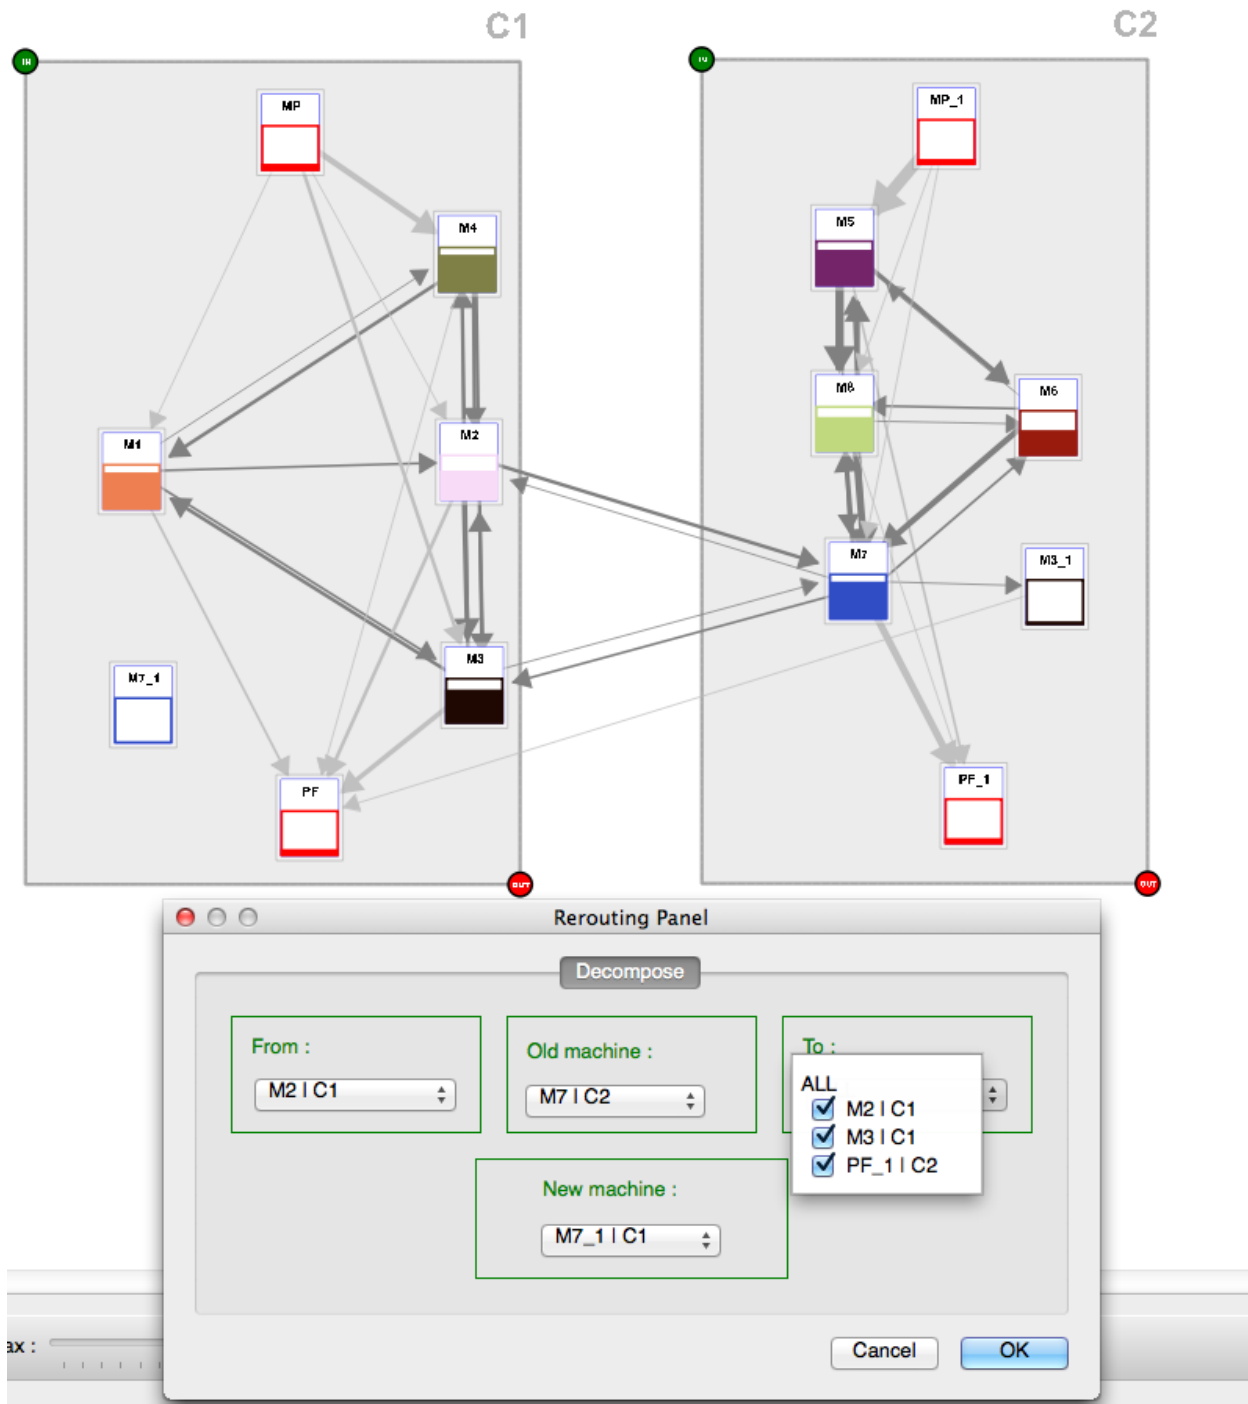 C1
C2
IN
IN
MP
MP_1
M4
M5
M8
M6
M1
M2
M7
M3_1
M3
M7_1
PF
PF_1
OUT
OUT
Rerouting Panel
Decompose
From :
Old machine :
To :
M2 | C1
M7 | C2
ALL
M2 | C1
M3 | C1
PF_1 | C2
New machine :
M7_1 | C1
ax :
Cancel
OK